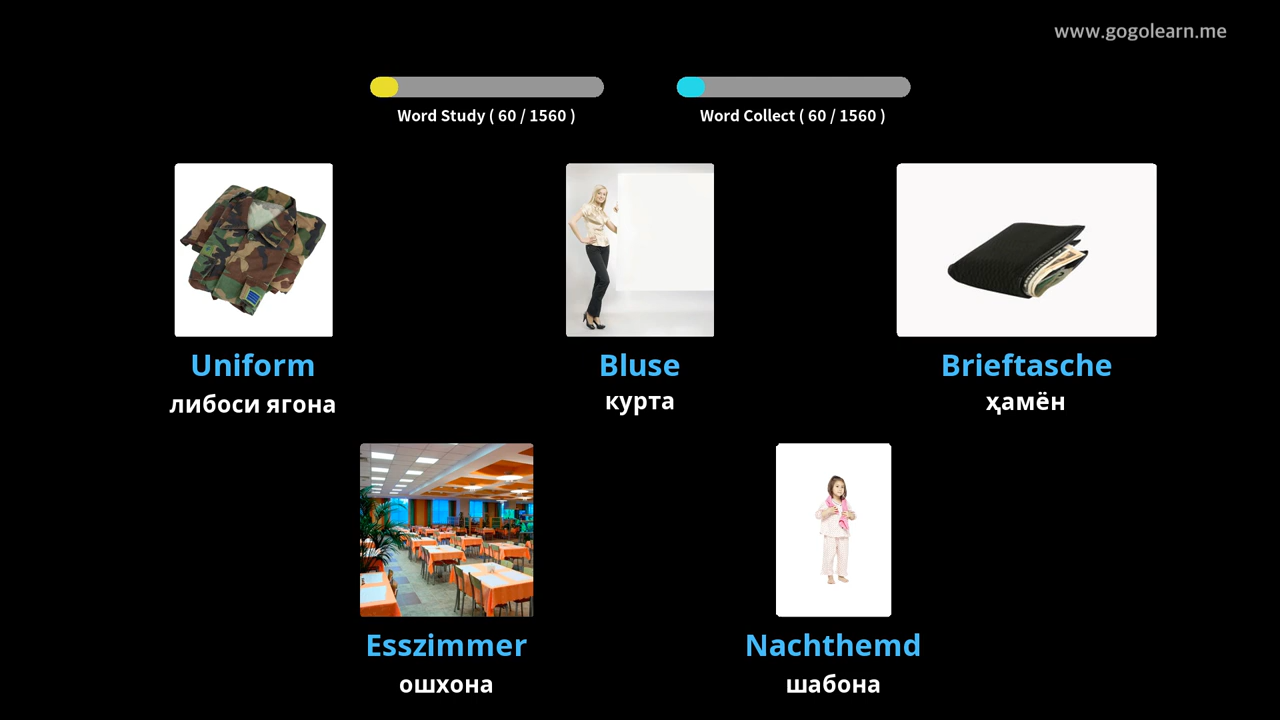 www.gogolearn.me
Word Study ( 60 / 1560 )
Word Collect ( 60 / 1560 )
Uniform
либоси ягона
Bluse
курта
Brieftasche
ҳамён
Esszimmer
ошхона
Nachthemd
шабона